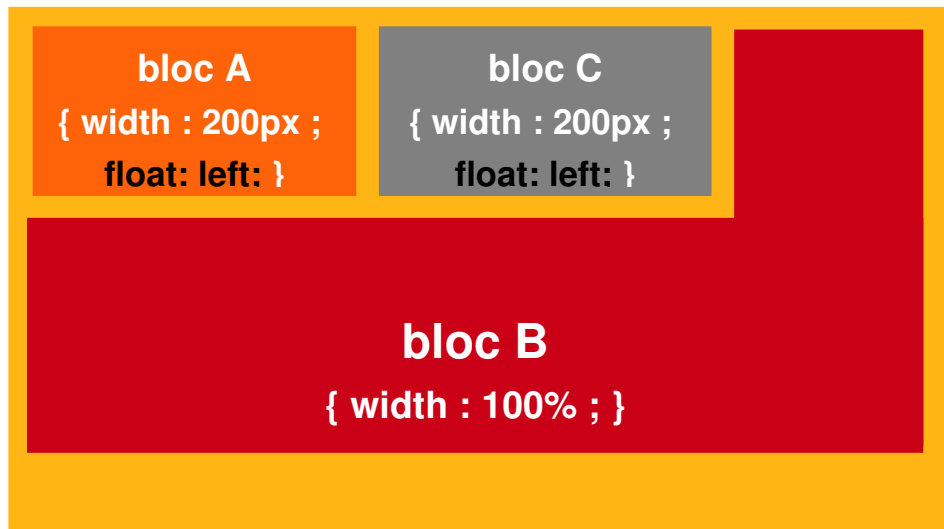 bloc A
{ width : 200px ;
float: left: }
bloc C
{ width : 200px ;
float: left: }
bloc B
{ width : 100% ; }